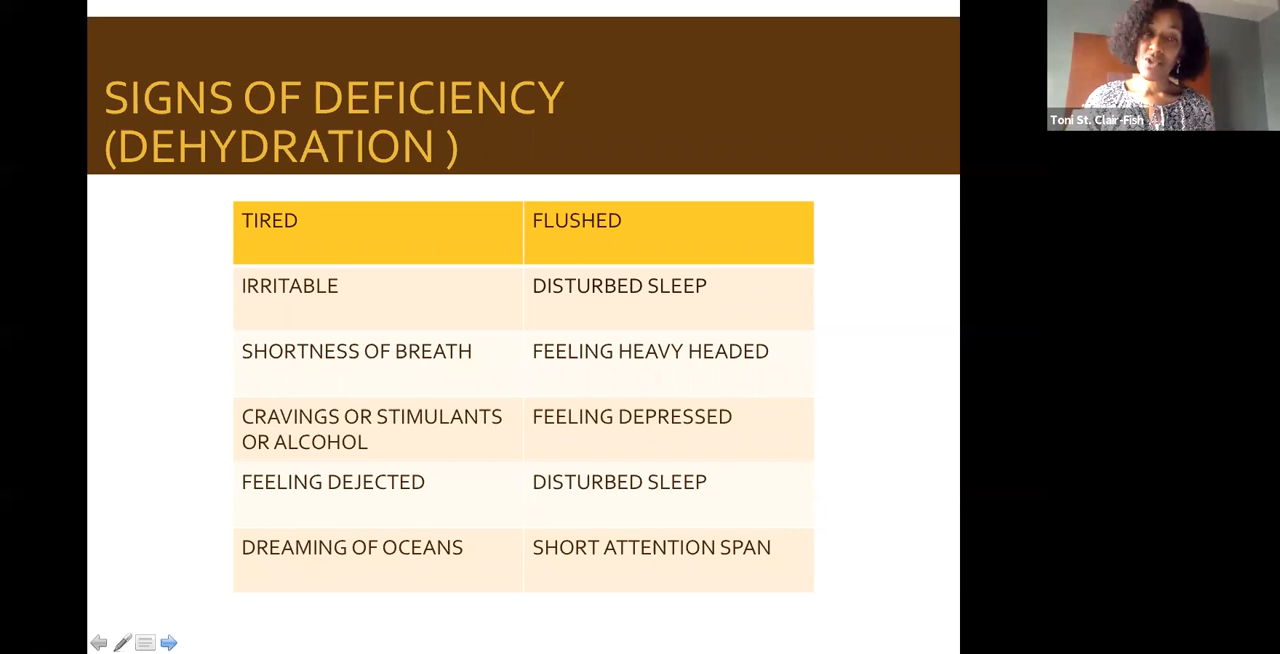 SIGNS OF DEFICIENCY
(DEHYDRATION )
TIRED
FLUSHED
IRRITABLE
DISTURBED SLEEP
SHORTNESS OF BREATH
FEELING HEAVY HEADED
CRAVINGS OR STIMULANTS
OR ALCOHOL
FEELING DEPRESSED
FEELING DEJECTED
DISTURBED SLEEP
DREAMING OF OCEANS
SHORT ATTENTION SPAN
Toni St. Clair-Fish